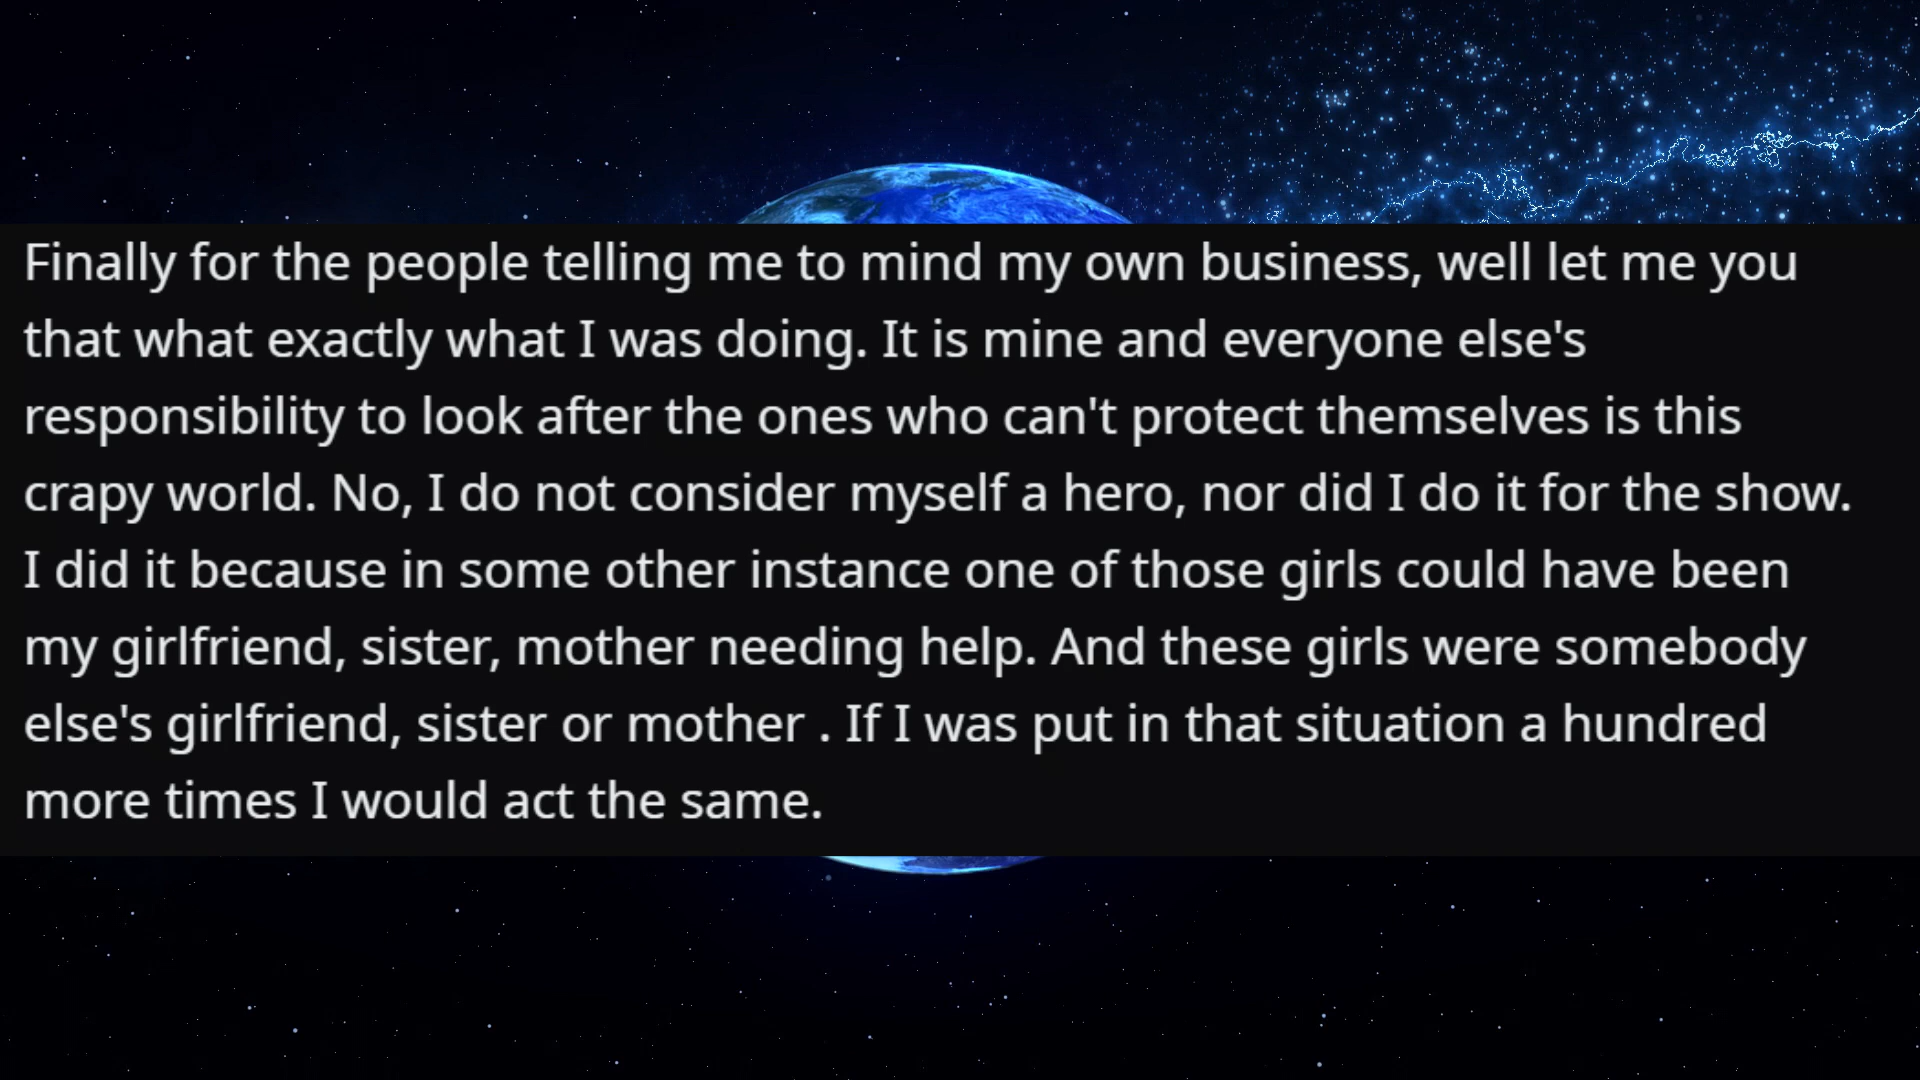 Finally for the people telling me to mind my own business, well let me you
that what exactly what I was doing. It is mine and everyone else's
responsibility to look after the ones who can't protect themselves is this
crapy world. No, I do not consider myself a hero, nor did I do it for the show.
I did it because in some other instance one of those girls could have been
my girlfriend, sister, mother needing help. And these girls were somebody
else's girlfriend, sister or mother . If I was put in that situation a hundred
more times I would act the same.